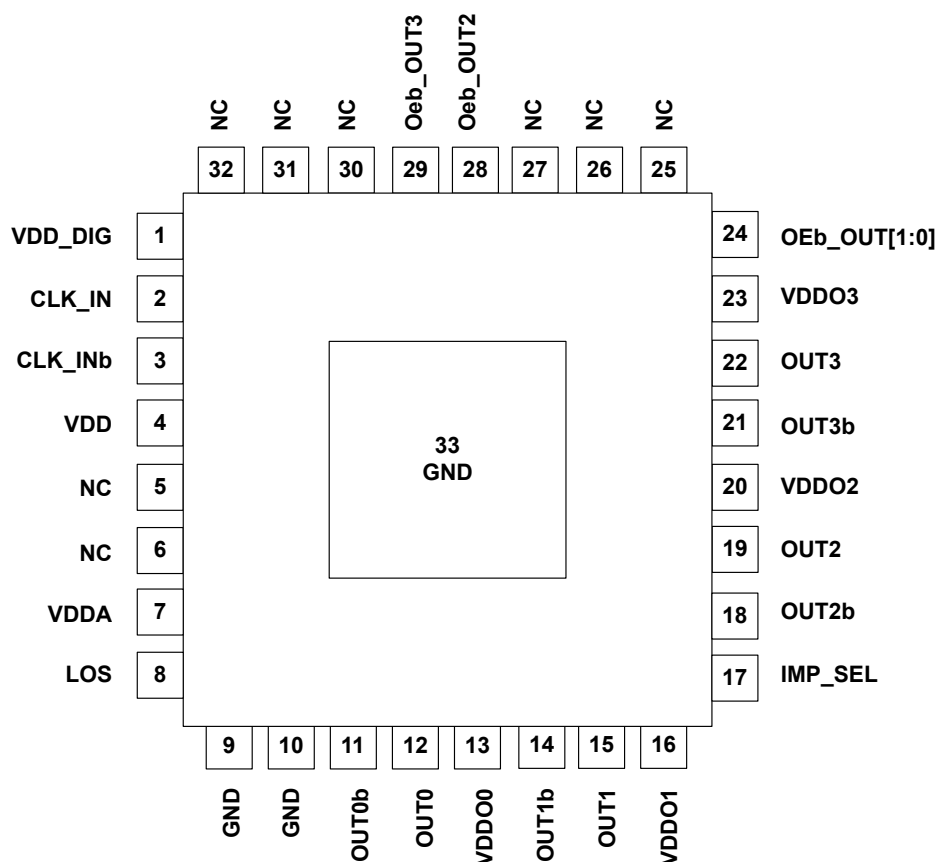 Oeb_OUT3
Oeb_OUT2
NC
NC
NC
NC
NC
NC
32
31
30
29
28
27
26
25
VDD_DIG
1
24
OEb_OUT[1:0]
CLK_IN
2
23
VDDO3
CLK_INb
3
22
OUT3
VDD
4
21
OUT3b
33
GND
NC
5
20
VDDO2
NC
6
19
OUT2
VDDA
7
18
OUT2b
LOS
8
17
IMP_SEL
9
10
11
12
13
14
15
16
GND
GND
OUT0b
OUT0
VDDO0
OUT1b
OUT1
VDDO1